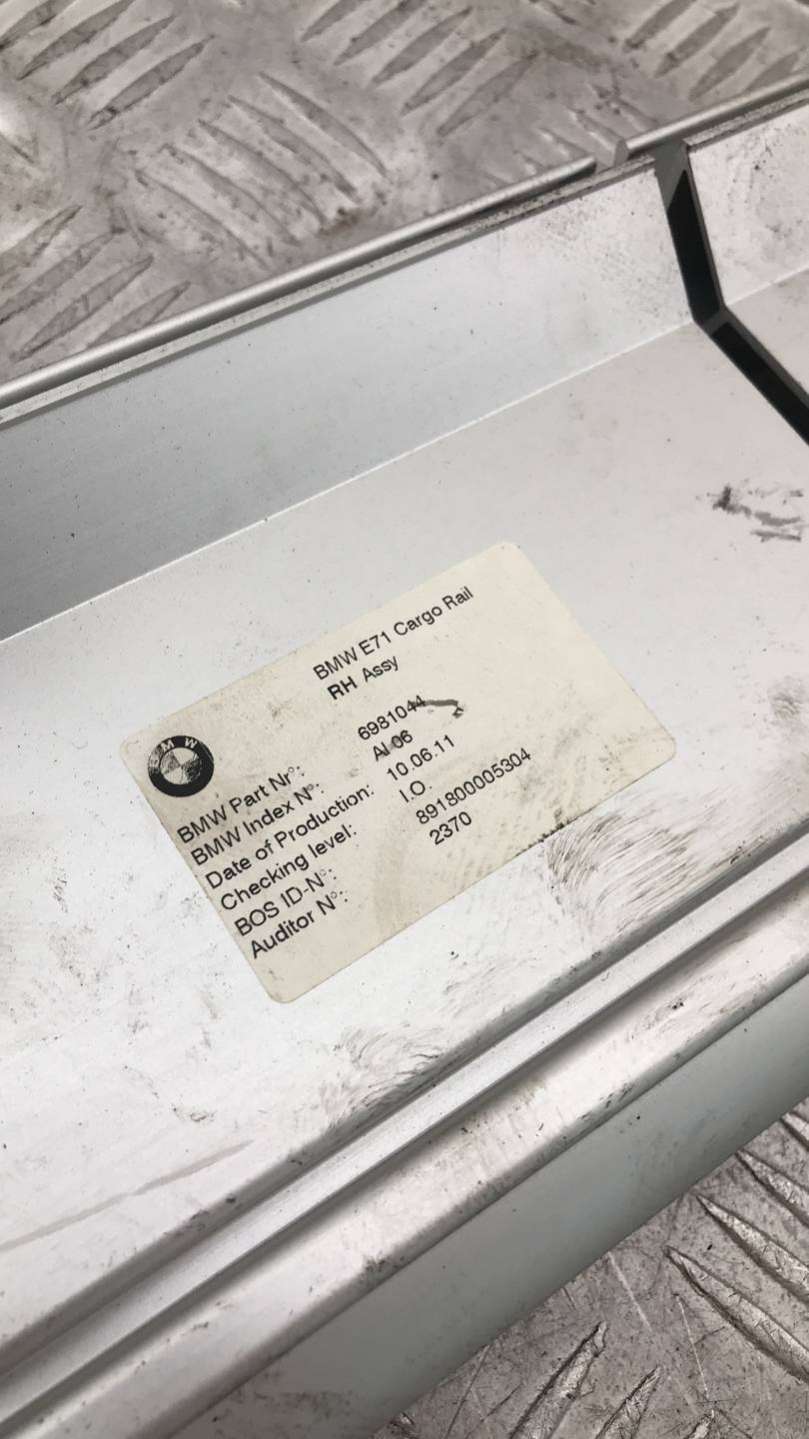 BMW E71 Cargo Rail
RH Assy
BMW
BMW Part Nr°: 6981044
BMW Index N°: AI 06
Date of Production: 10.06.11
Checking level: I.O.
BOS ID-N°: 891800005304
Auditor N°: 2370